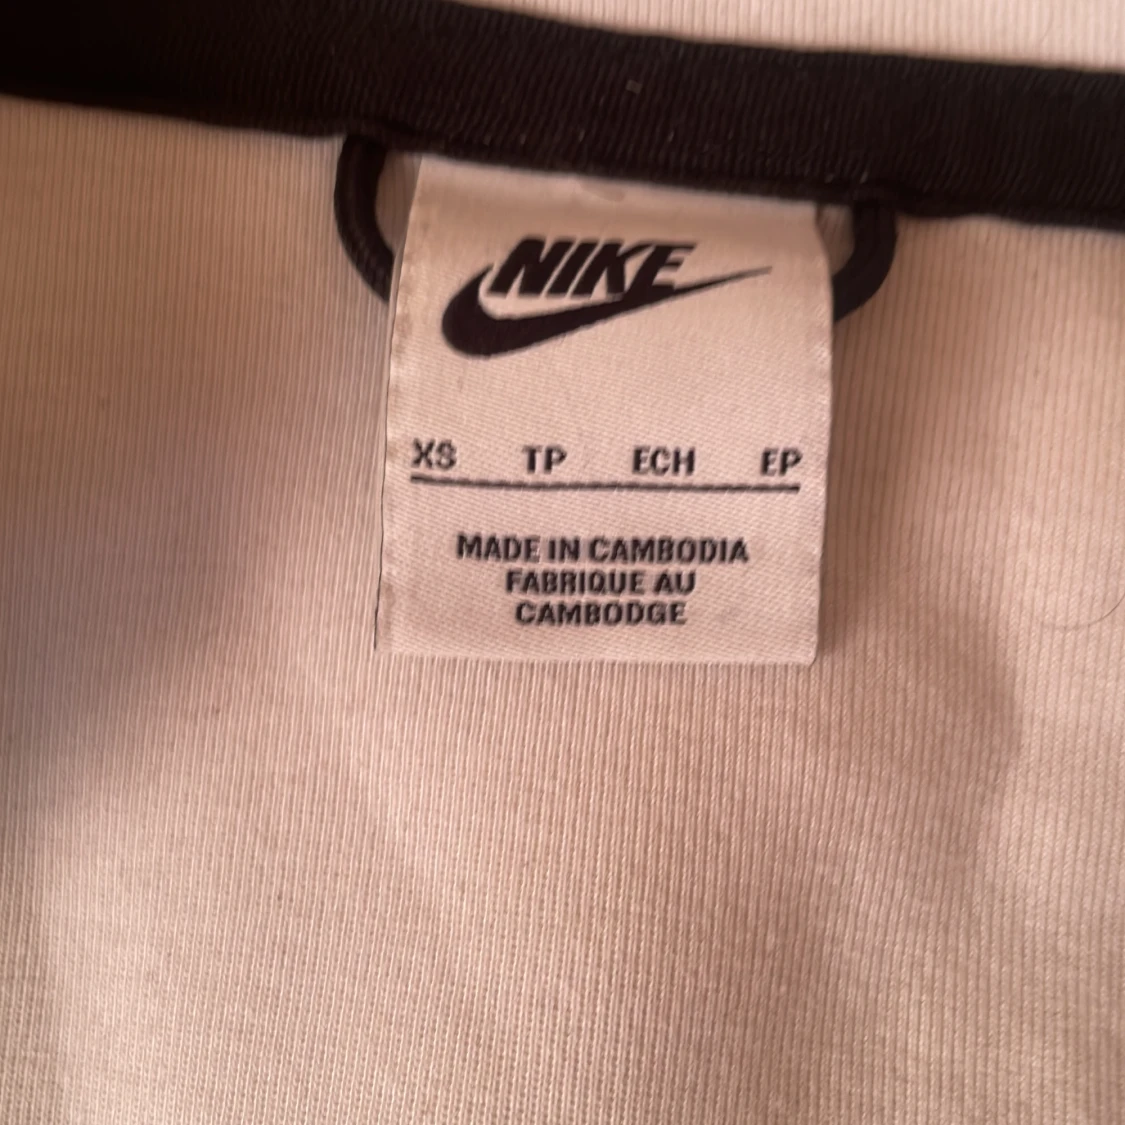 NIKE
XS TP ECH EP
MADE IN CAMBODIA
FABRIQUE AU
CAMBODGE